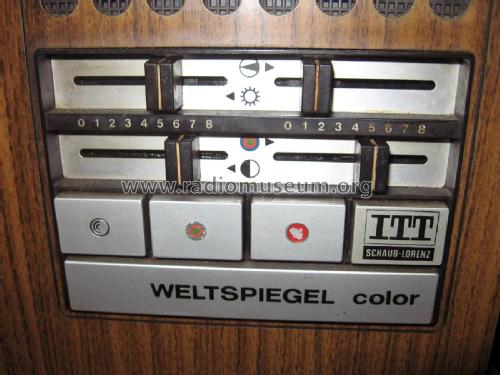 0 1 2 3 4 5 6 7 8 0 1 2 3 4 5 6 7 8
www.radiomuseum.org
ITT
SCHAUB-LORENZ
WELTSPIEGEL color